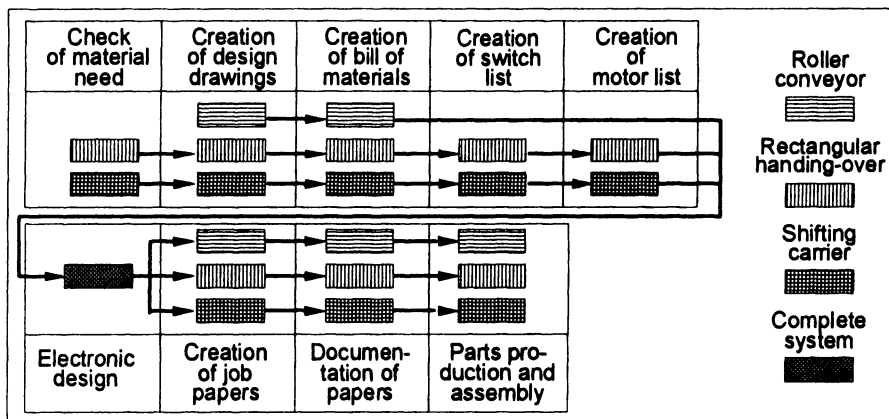 Check
of material
need
Creation
of design
drawings
Creation
of bill of
materials
Creation
of switch
list
Creation
of
motor list
Roller
conveyor
Rectangular
handing-over
Shifting
carrier
Complete
system
Electronic
design
Creation
of job
papers
Documen-
tation of
papers
Parts pro-
duction and
assembly